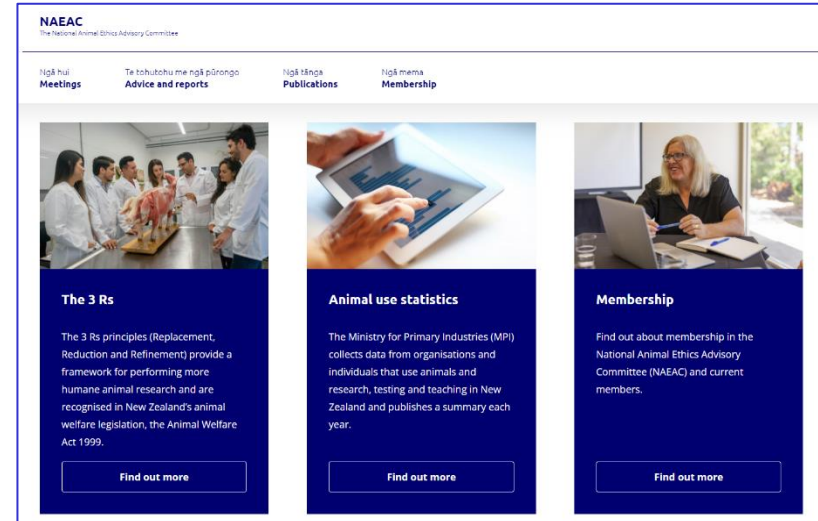 NAEAC
The National Animal Ethics Advisory Committee
Ngā hui
Meetings
Te tohutohu me ngā pūrongo
Advice and reports
Ngā tānga
Publications
Ngā mema
Membership
The 3 Rs
The 3 Rs principles (Replacement,
Reduction and Refinement) provide a
framework for performing more
humane animal research and are
recognised in New Zealand's animal
welfare legislation, the Animal Welfare
Act 1999.
Find out more
Animal use statistics
The Ministry for Primary Industries (MPI)
collects data from organisations and
individuals that use animals and
research, testing and teaching in New
Zealand and publishes a summary each
year.
Find out more
Membership
Find out about membership in the
National Animal Ethics Advisory
Committee (NAEAC) and current
members.
Find out more